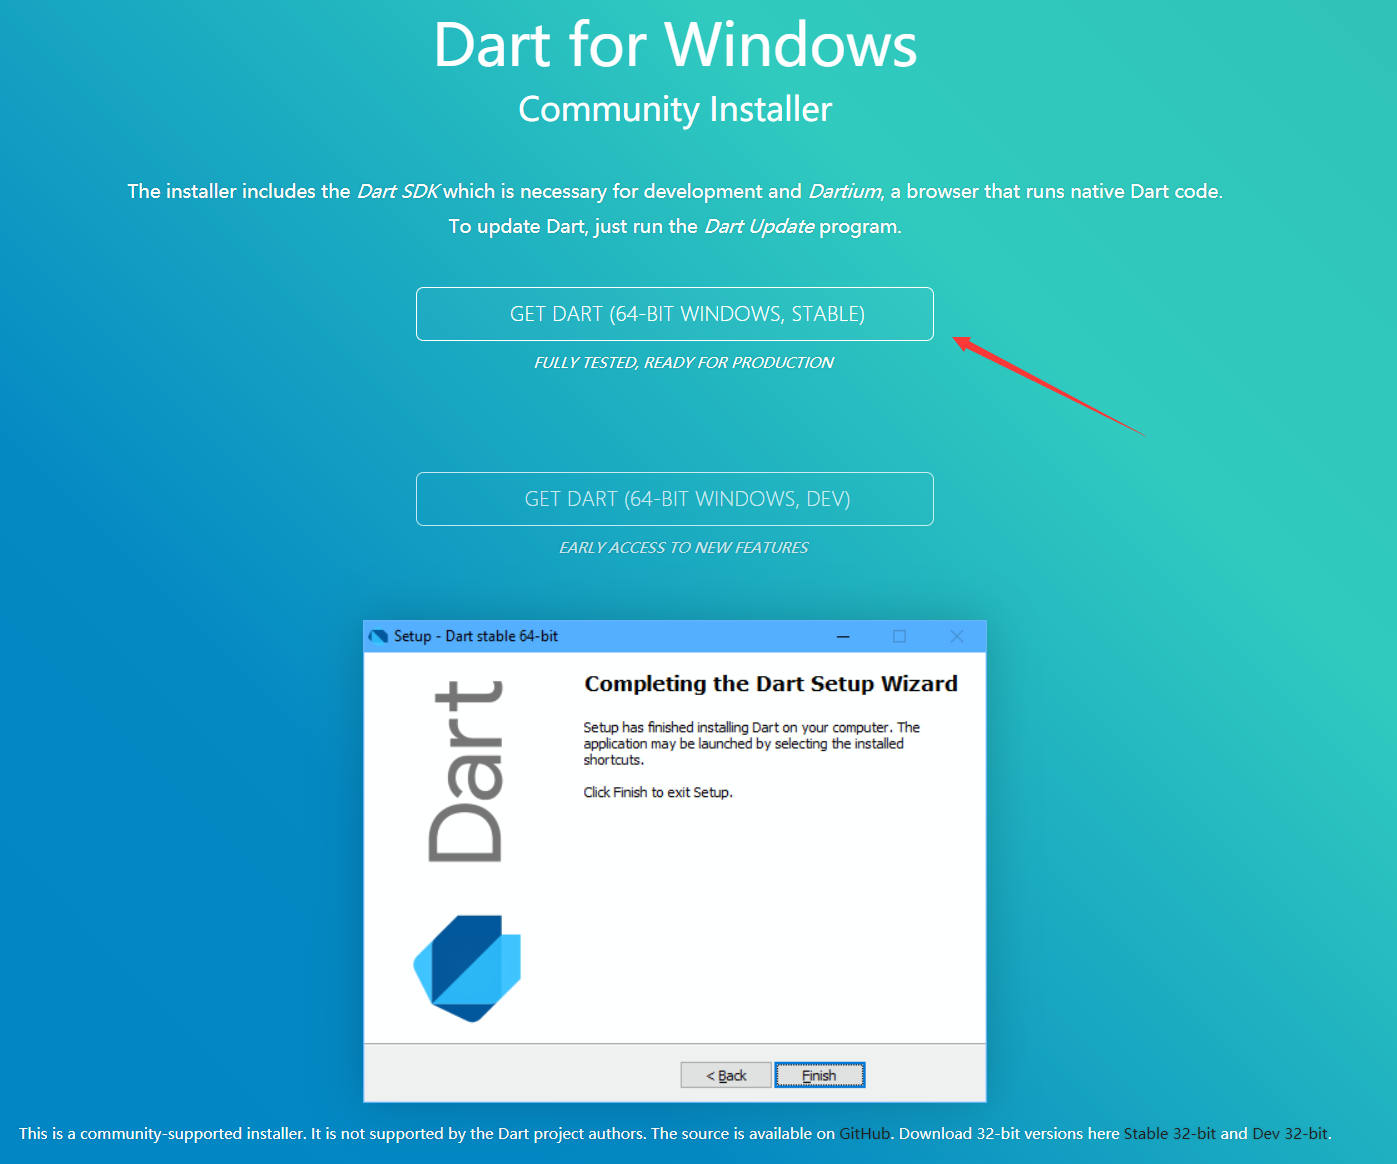 Dart for Windows
Community Installer
The installer includes the Dart SDK which is necessary for development and Dartium, a browser that runs native Dart code.
To update Dart, just run the Dart Update program.
GET DART (64-BIT WINDOWS, STABLE)
FULLY TESTED, READY FOR PRODUCTION
GET DART (64-BIT WINDOWS, DEV)
EARLY ACCESS TO NEW FEATURES
Setup - Dart stable 64-bit
Dart
Completing the Dart Setup Wizard
Setup has finished installing Dart on your computer. The
application may be launched by selecting the installed
shortcuts.
Click Finish to exit Setup.
< Back
Finish
This is a community-supported installer. It is not supported by the Dart project authors. The source is available on GitHub. Download 32-bit versions here Stable 32-bit and Dev 32-bit.